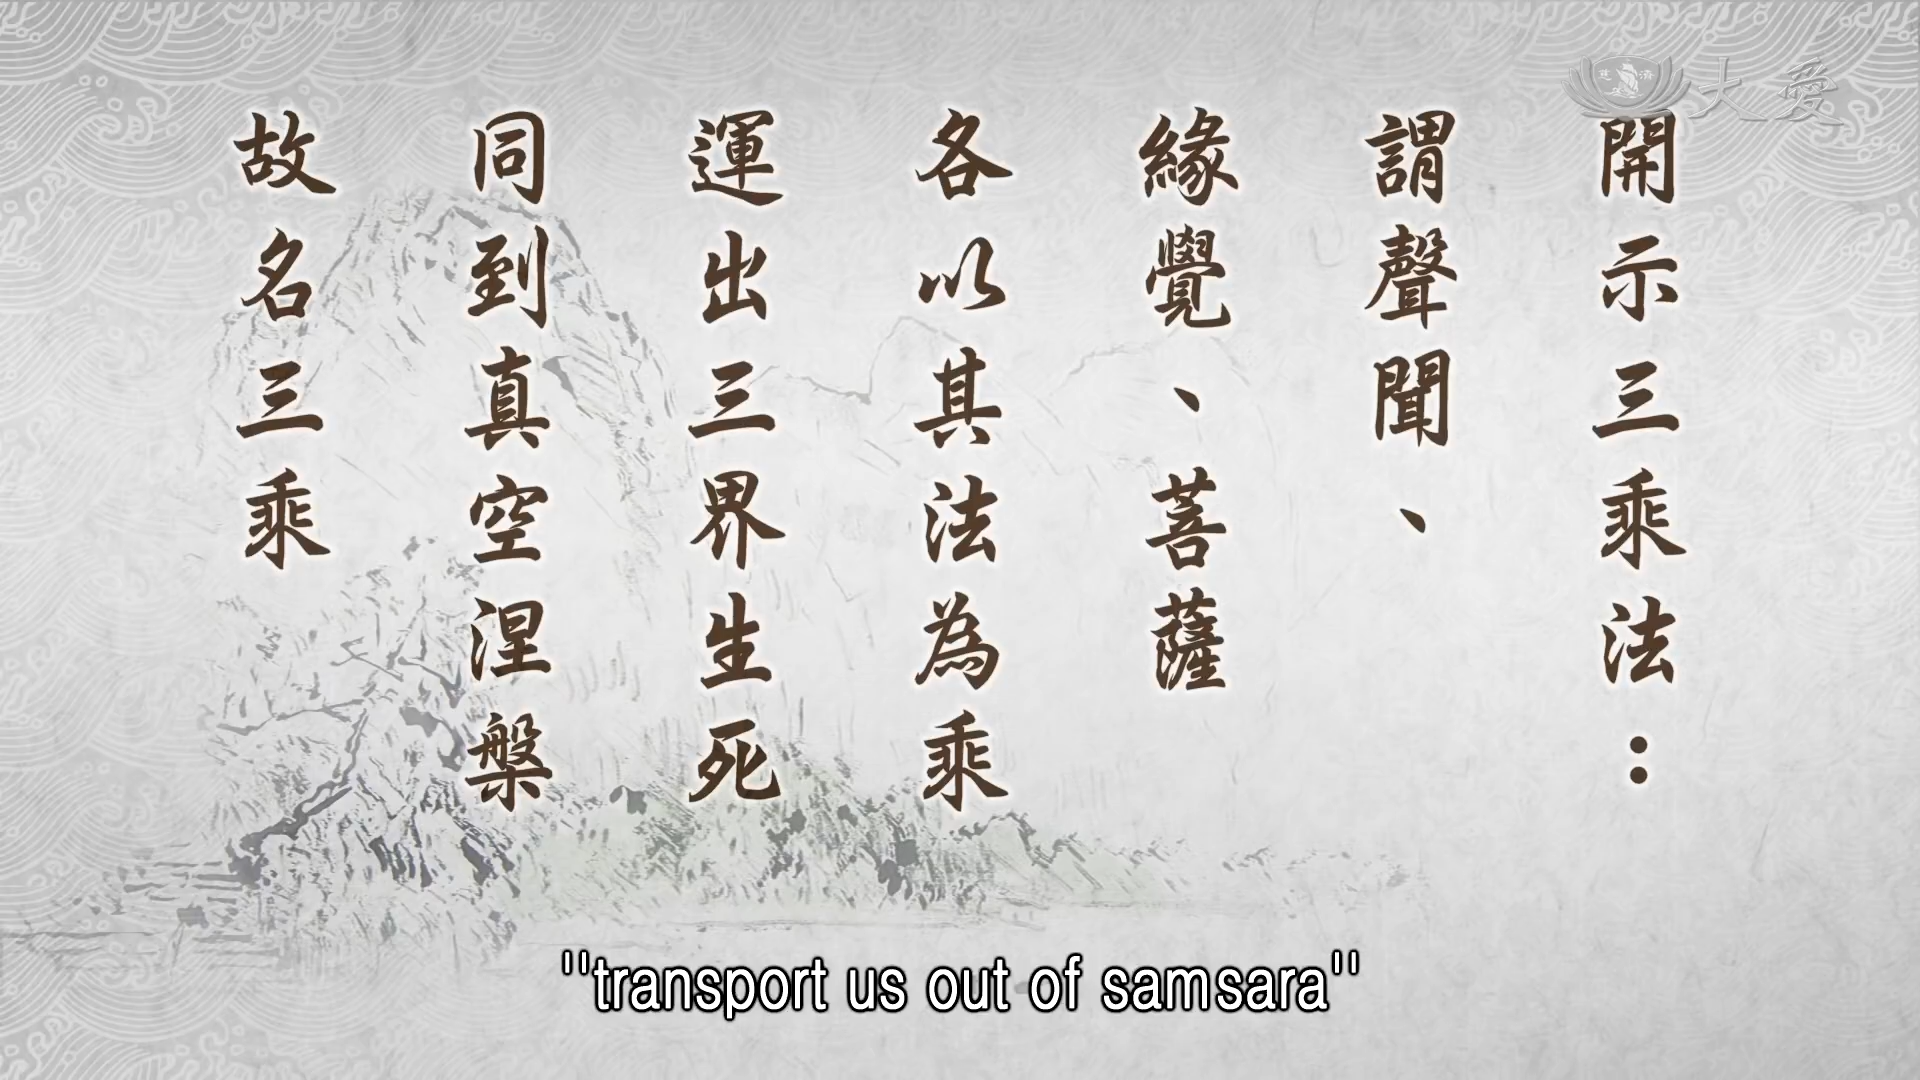 開示三乘法：
謂聲聞、
緣覺、菩薩
各以其法為乘
運出三界生死
同到真空涅槃
故名三乘
大愛
慈濟
"transport us out of samsara"